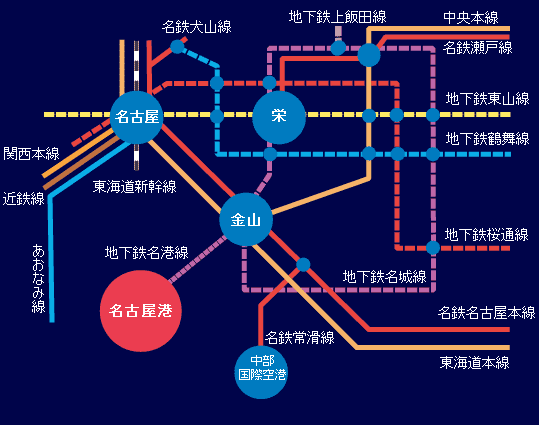 地下鉄上飯田線
中央本線
名鉄犬山線
名鉄瀬戸線
地下鉄東山線
名古屋
栄
地下鉄鶴舞線
関西本線
東海道新幹線
近鉄線
金山
地下鉄桜通線
あおなみ線
地下鉄名港線
地下鉄名城線
名古屋港
名鉄名古屋本線
名鉄常滑線
東海道本線
中部
国際空港